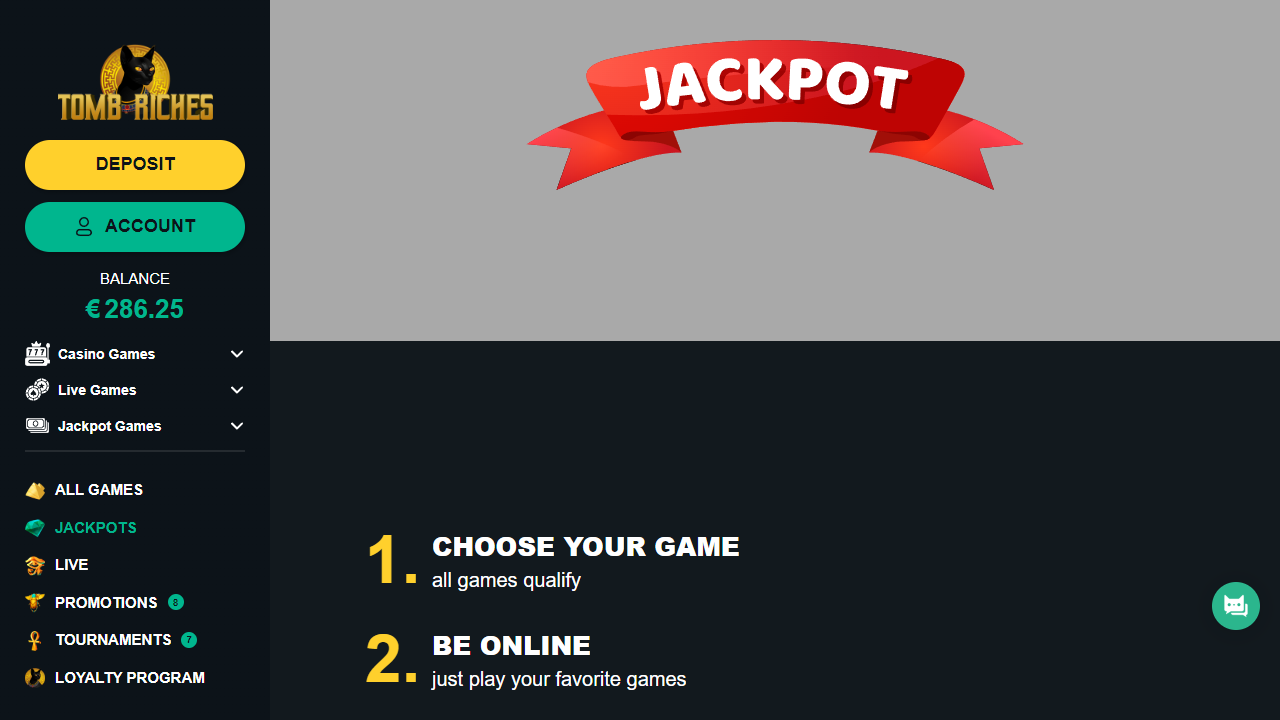 TOMB RICHES
DEPOSIT
ACCOUNT
BALANCE
€ 286.25
Casino Games
Live Games
Jackpot Games
ALL GAMES
JACKPOTS
LIVE
PROMOTIONS 8
TOURNAMENTS 7
LOYALTY PROGRAM
JACKPOT
1. CHOOSE YOUR GAME
all games qualify
2. BE ONLINE
just play your favorite games